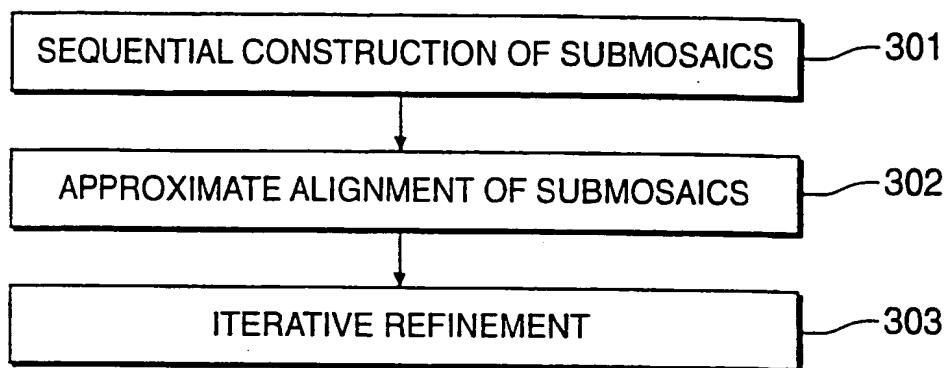 SEQUENTIAL CONSTRUCTION OF SUBMOSAICS 301
APPROXIMATE ALIGNMENT OF SUBMOSAICS 302
ITERATIVE REFINEMENT 303